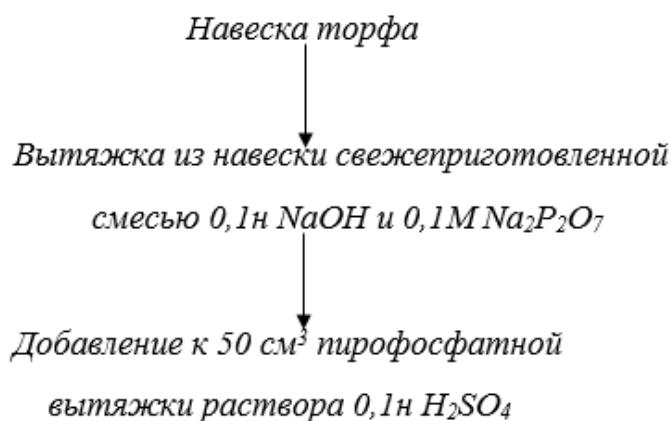 Навеска торфа
Вытяжка из навески свежеприготовленной
смесью 0,1н NaOH и 0,1М Na₂P₂O₇
Добавление к 50 см³ пирофосфатной
вытяжки раствора 0,1н H₂SO₄